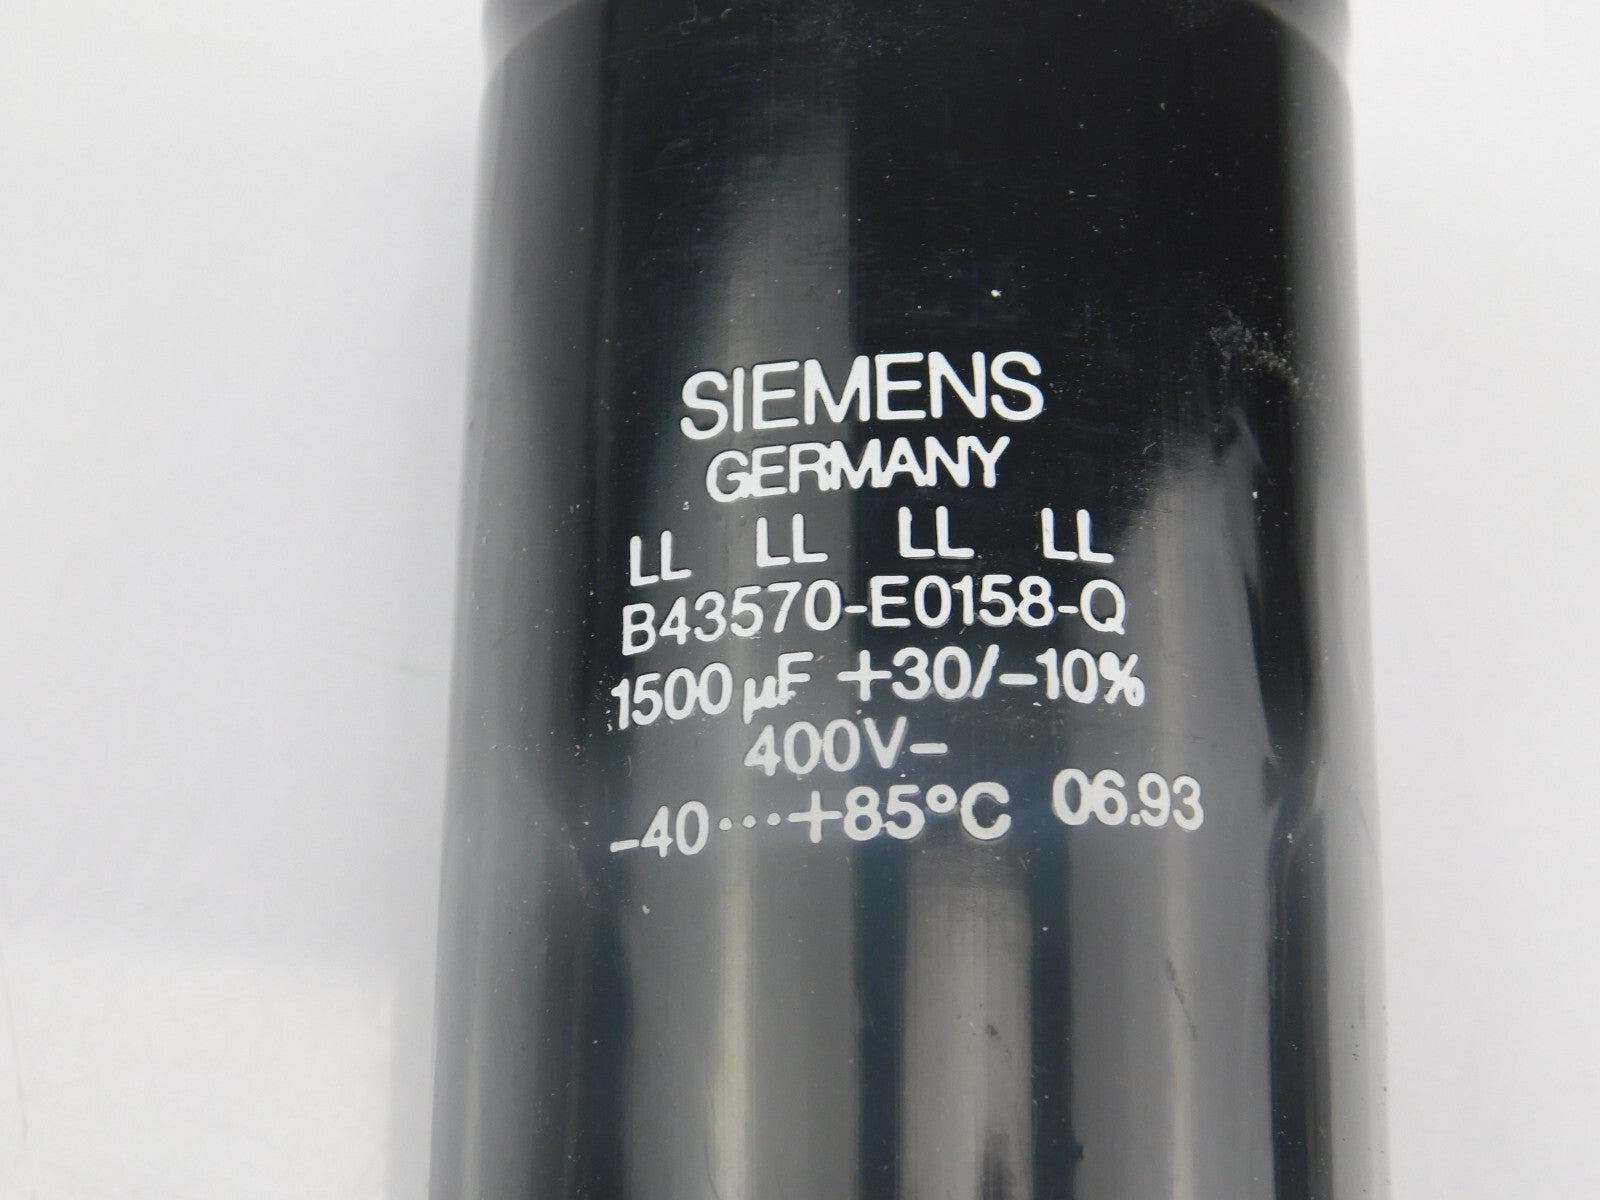 SIEMENS
GERMANY
LL LL LL LL
B43570-E0158-Q
1500 µF +30/-10%
400V-
-40···+85°C 06.93